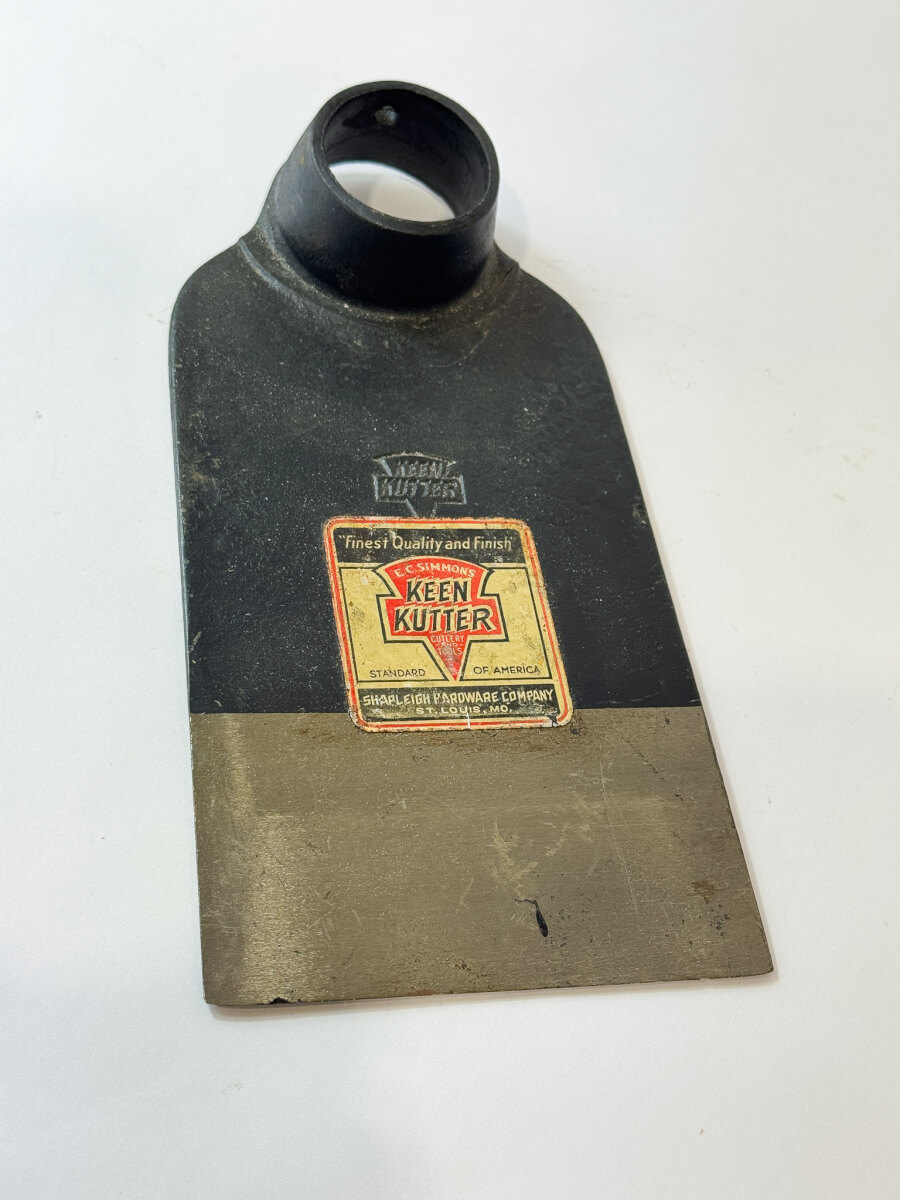 KEEN
KUTTER
"Finest Quality and Finish"
E.C. SIMMONS
KEEN
KUTTER
CUTLERY
AND
TOOLS
STANDARD OF AMERICA
SHAPLEIGH HARDWARE COMPANY
ST. LOUIS, MO.